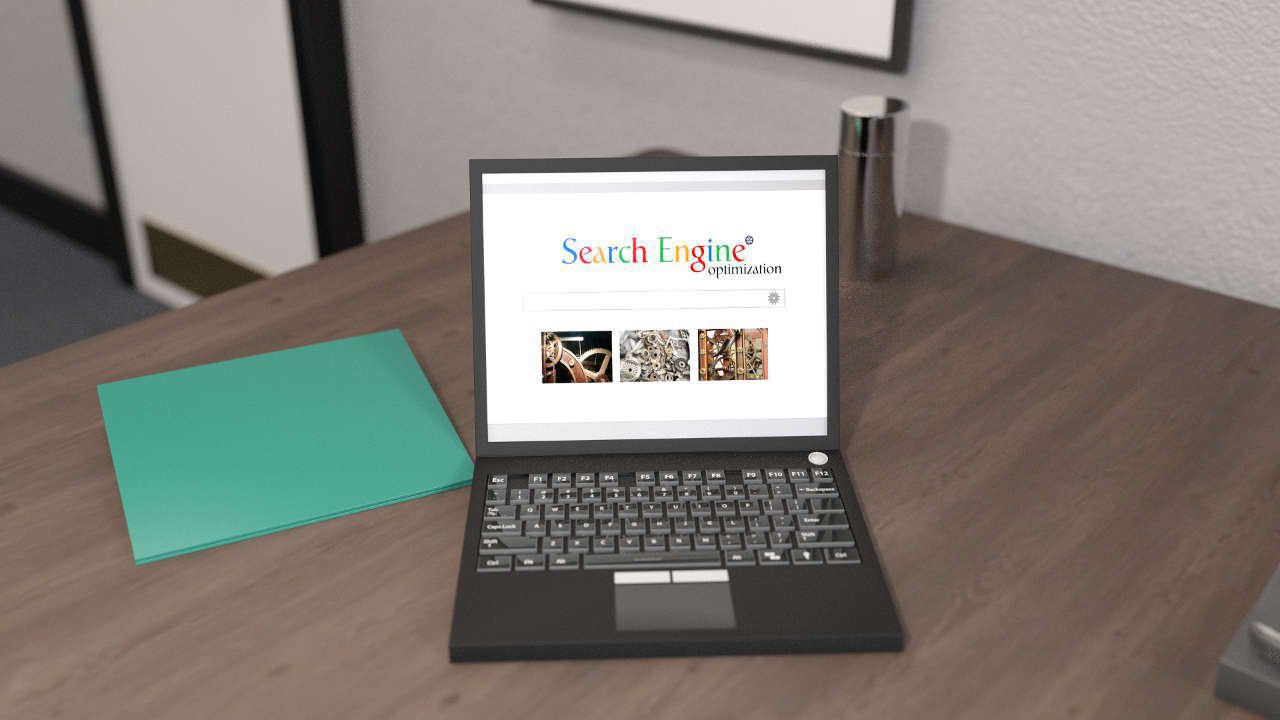 Search Engine
optimization
Esc F1 F2 F3 F4 F5 F6 F7 F8 F9 F10 F11 F12
Backspace
Tab Q W E R T Y U
Caps Lock Enter
Shift Shift
Ctrl Alt Ctrl